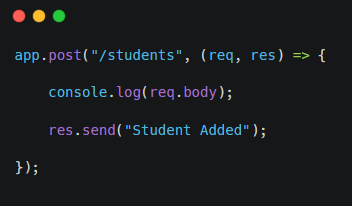 app.post("/students", (req, res) => {
    console.log(req.body);
    res.send("Student Added");
});